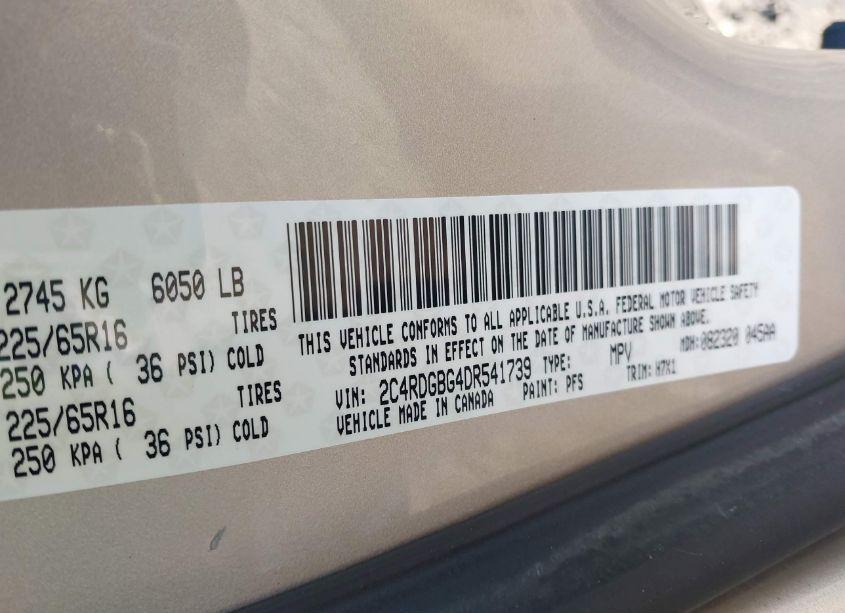 2745 KG 6050 LB
TIRES
225/65R16
250 KPA ( 36 PSI) COLD
TIRES
225/65R16
250 KPA ( 36 PSI) COLD
THIS VEHICLE CONFORMS TO ALL APPLICABLE U.S.A. FEDERAL MOTOR VEHICLE SAFETY
STANDARDS IN EFFECT ON THE DATE OF MANUFACTURE SHOWN ABOVE.
VIN: 2C4RDGBG4DR541739 TYPE: MPV MDH:082320 045AA
VEHICLE MADE IN CANADA PAINT: PFS TRIM: H7X1